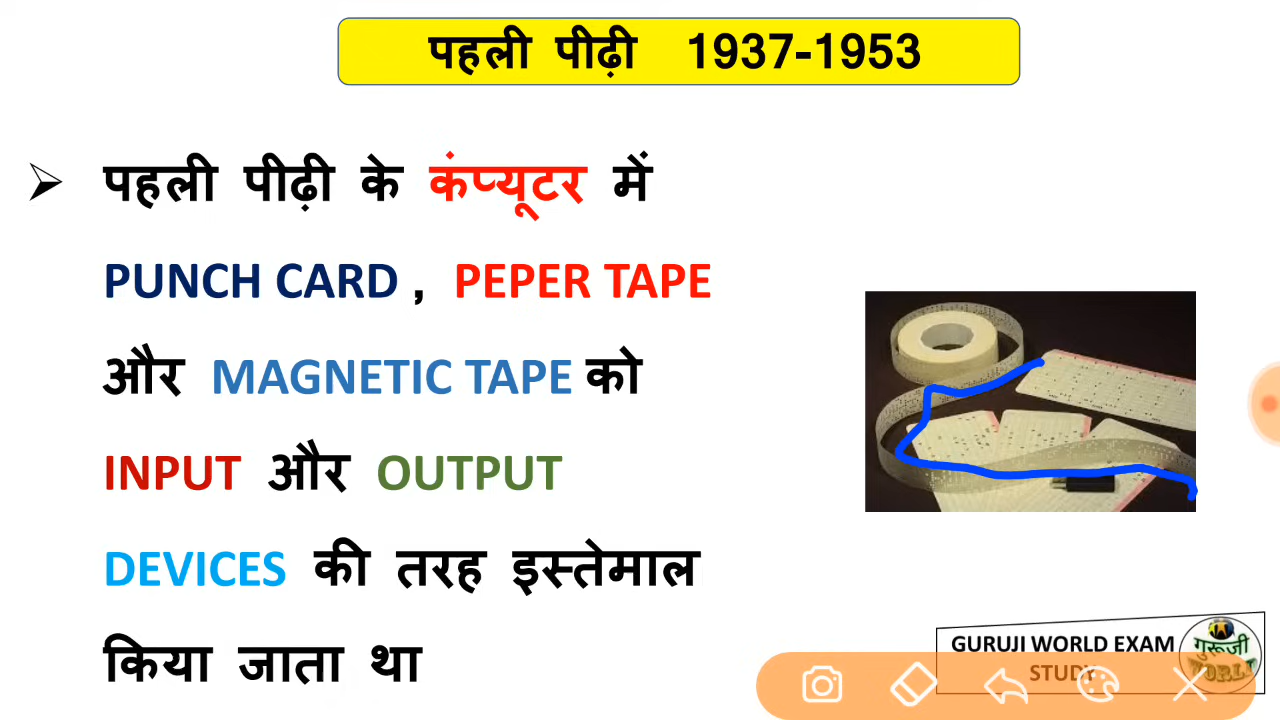 पहली पीढ़ी 1937-1953
पहली पीढ़ी के कंप्यूटर में
PUNCH CARD , PEPER TAPE
और MAGNETIC TAPE को
INPUT और OUTPUT
DEVICES की तरह इस्तेमाल
किया जाता था
GURUJI WORLD EXAM
STUDY
गुरूजी
WORLD